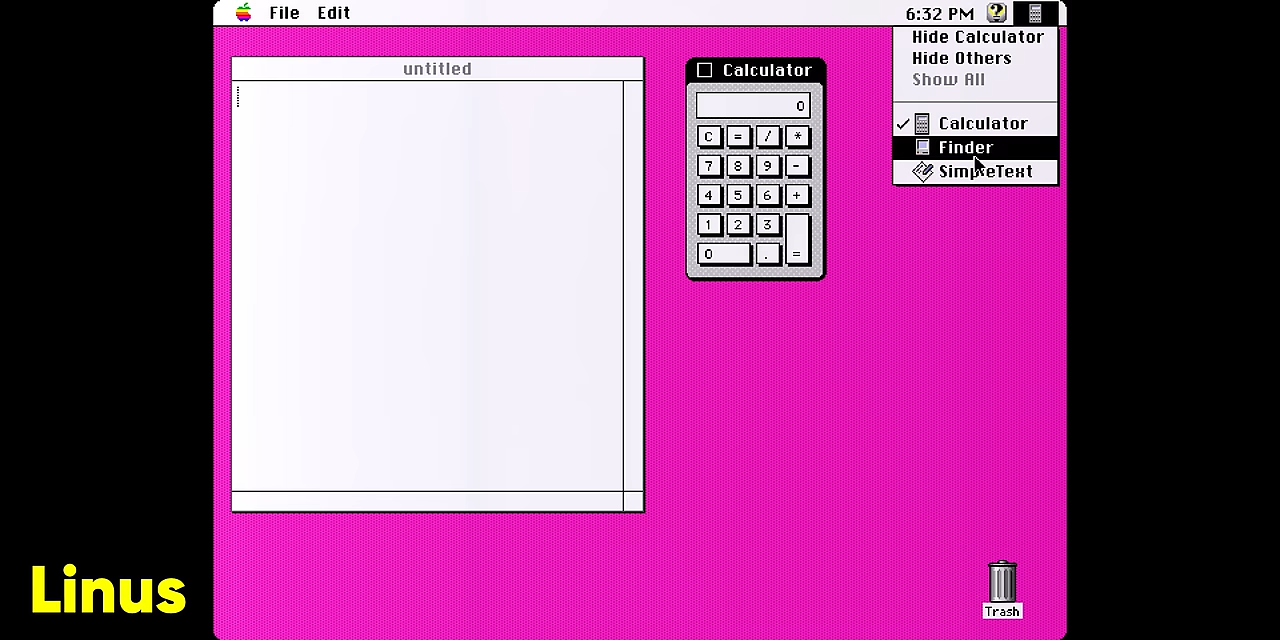 File Edit 6:32 PM
Hide Calculator
Hide Others
Show All
Calculator
Finder
SimpleText
untitled
Calculator
0
C = / *
7 8 9 -
4 5 6 +
1 2 3
0 . =
Trash
Linus